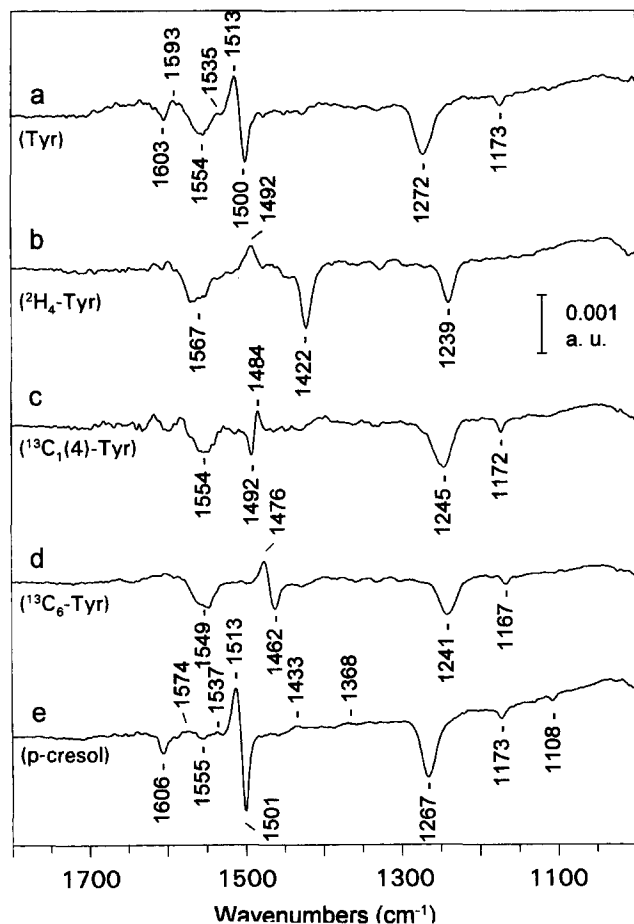 1513
1593
1535
a
(Tyr)
1603
1554
1500
1492
1272
1173
b
(²H₄-Tyr)
1567
1422
1239
0.001
a. u.
1484
c
(¹³C₁(4)-Tyr)
1554
1492
1476
1245
1172
d
(¹³C₆-Tyr)
1549
1513
1462
1433
1368
1241
1167
1574
1537
e
(p-cresol)
1606
1555
1501
1267
1173
1108
1700 1500 1300 1100
Wavenumbers (cm⁻¹)